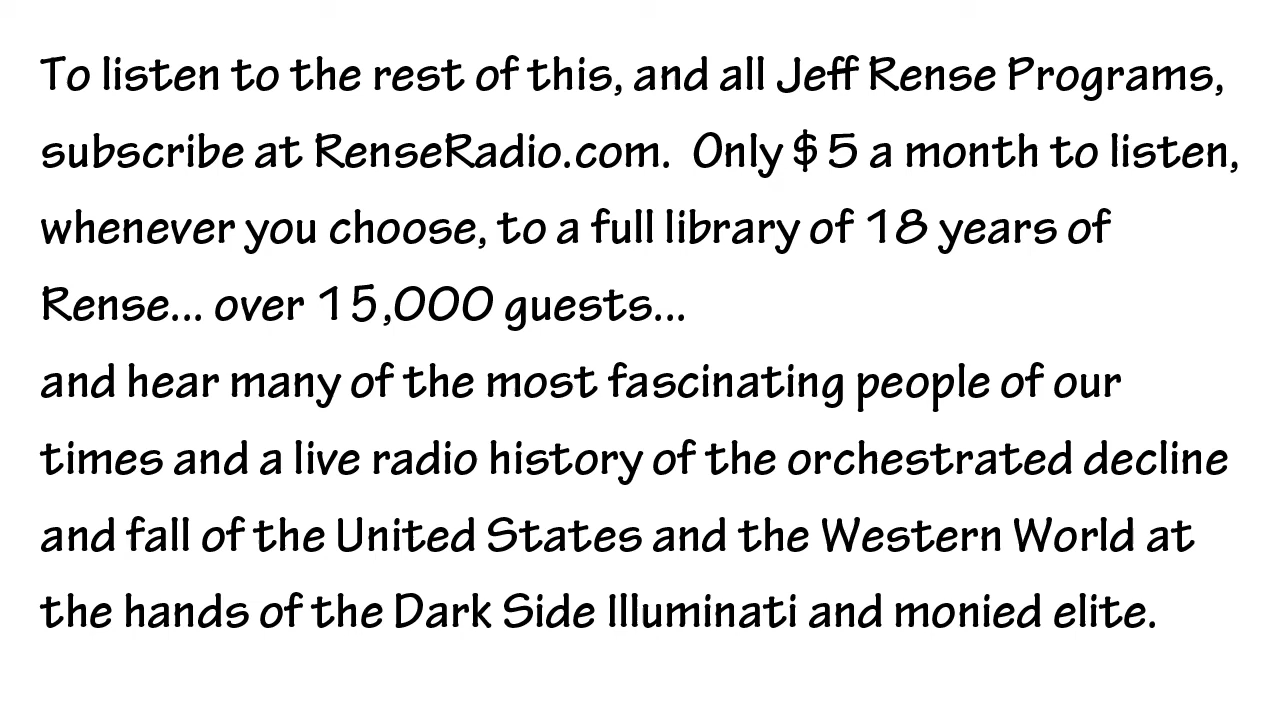 To listen to the rest of this, and all Jeff Rense Programs,
subscribe at RenseRadio.com.  Only $5 a month to listen,
whenever you choose, to a full library of 18 years of
Rense... over 15,000 guests...
and hear many of the most fascinating people of our
times and a live radio history of the orchestrated decline
and fall of the United States and the Western World at
the hands of the Dark Side Illuminati and monied elite.